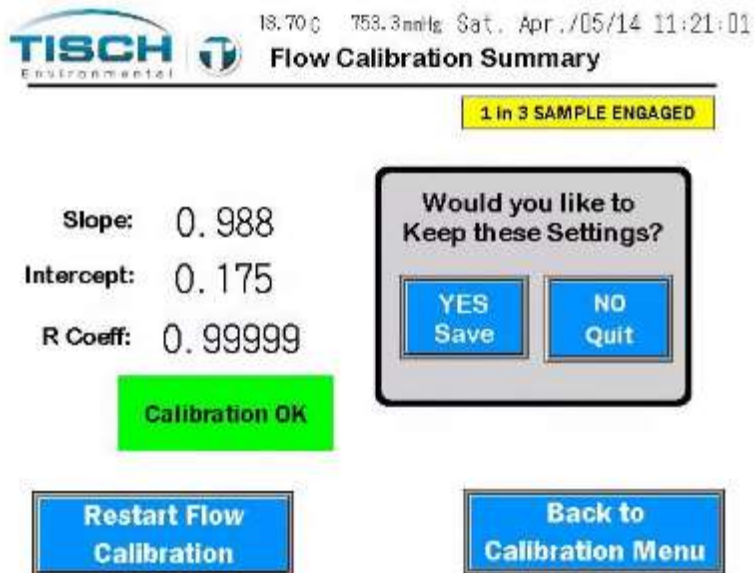 18.70 C 753.3 mmHg Sat. Apr./05/14 11:21:01
TISCH
Environmental
Flow Calibration Summary
1 in 3 SAMPLE ENGAGED
Slope: 0.988
Intercept: 0.175
R Coeff: 0.99999
Calibration OK
Would you like to
Keep these Settings?
YES
Save
NO
Quit
Restart Flow
Calibration
Back to
Calibration Menu